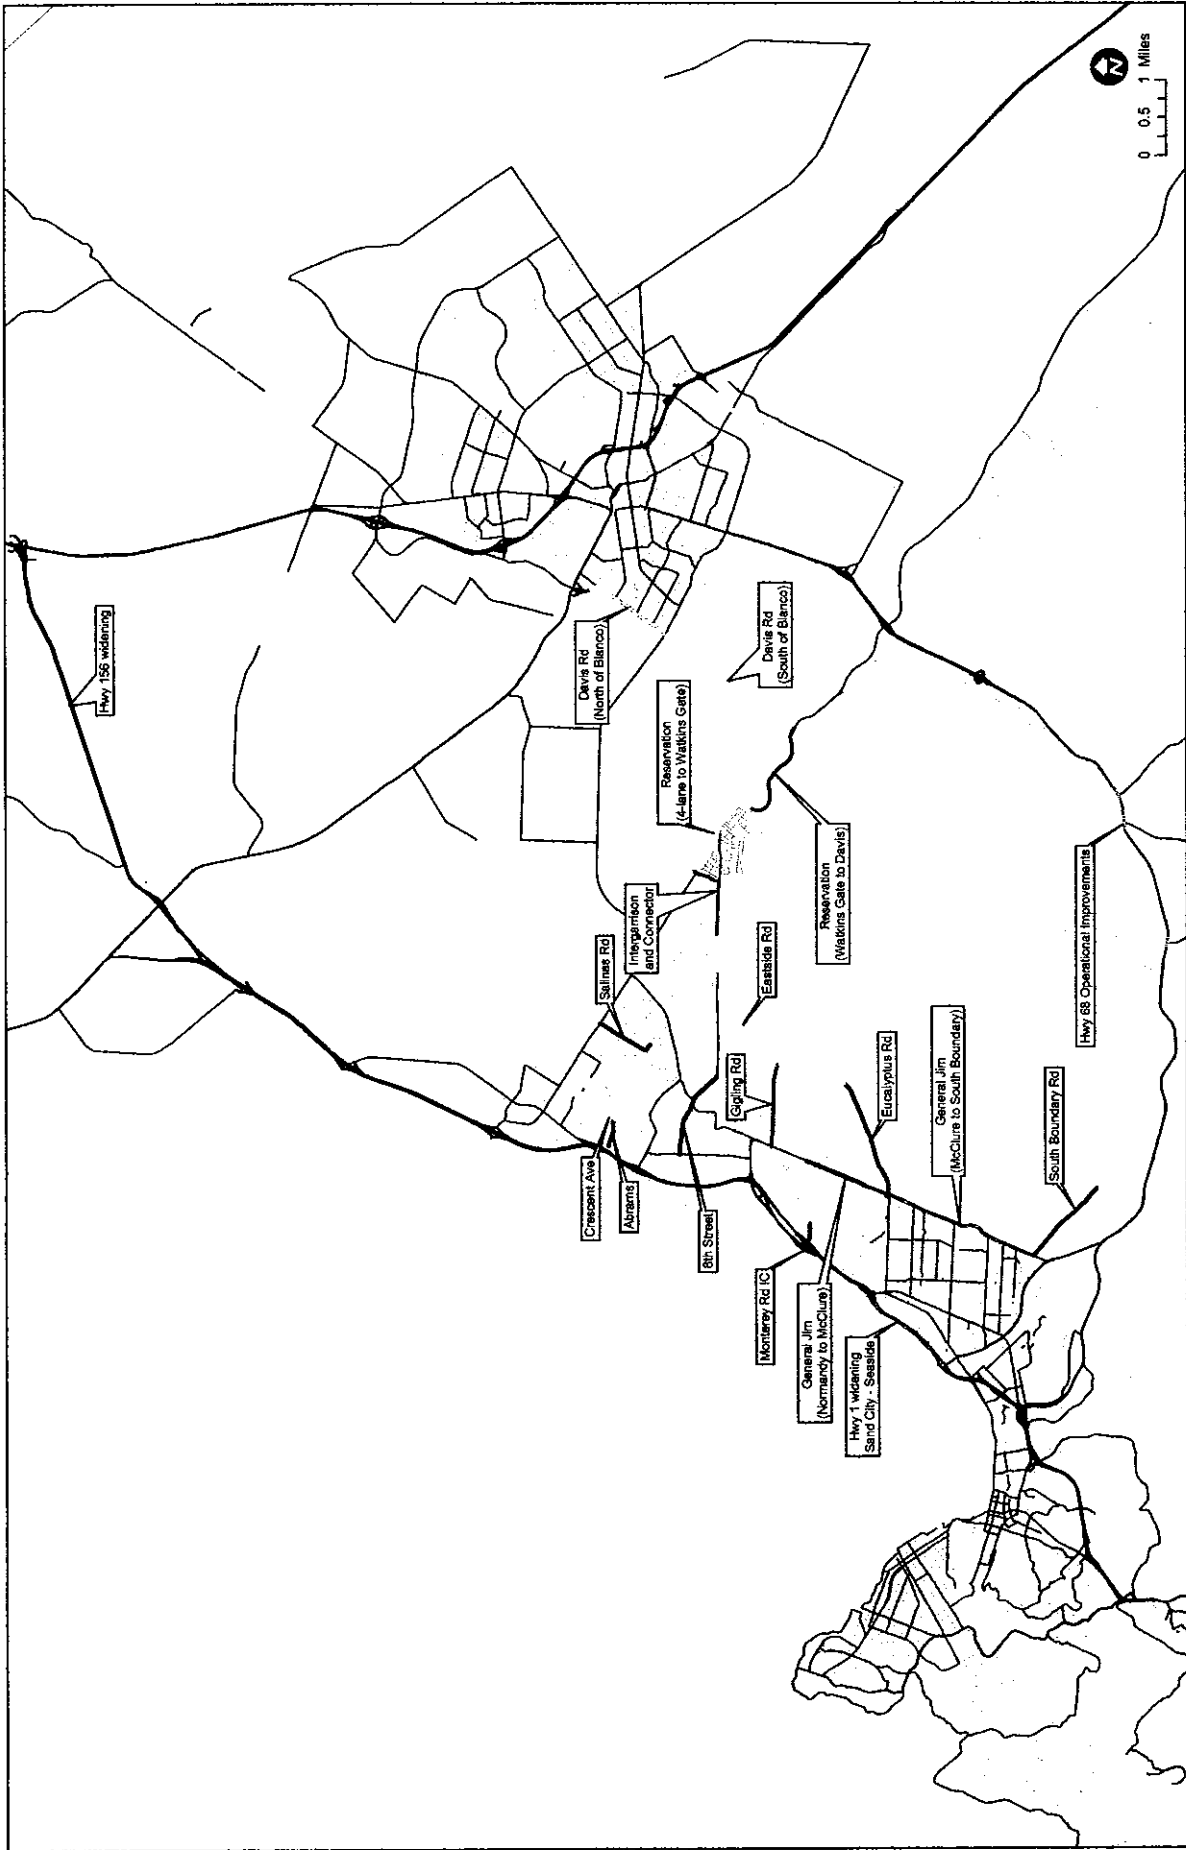 Hwy 156 widening
Davis Rd
(North of Blanco)
Davis Rd
(South of Blanco)
Reservation
(4-lane to Watkins Gate)
Reservation
(Watkins Gate to Davis)
Intergarrison
and Connector
Salinas Rd
Eastside Rd
Gigling Rd
Eucalyptus Rd
General Jim
(McClure to South Boundary)
South Boundary Rd
Hwy 68 Operational Improvements
Crescent Ave
Abrams
8th Street
Monterey Rd IC
General Jim
(Normandy to McClure)
Hwy 1 widening
Sand City - Seaside
N
0 0.5 1 Miles